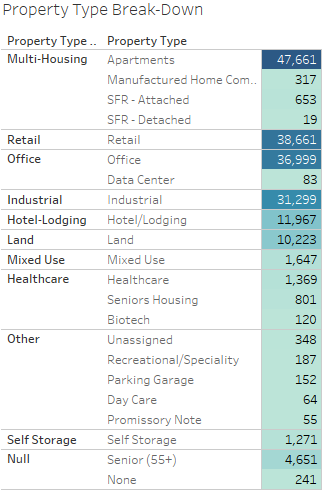 Property Type Break-Down
Property Type .. Property Type
Multi-Housing Apartments 47,661
Manufactured Home Com.. 317
SFR - Attached 653
SFR - Detached 19
Retail Retail 38,661
Office Office 36,999
Data Center 83
Industrial Industrial 31,299
Hotel-Lodging Hotel/Lodging 11,967
Land Land 10,223
Mixed Use Mixed Use 1,647
Healthcare Healthcare 1,369
Seniors Housing 801
Biotech 120
Other Unassigned 348
Recreational/Speciality 187
Parking Garage 152
Day Care 64
Promissory Note 55
Self Storage Self Storage 1,271
Null Senior (55+) 4,651
None 241